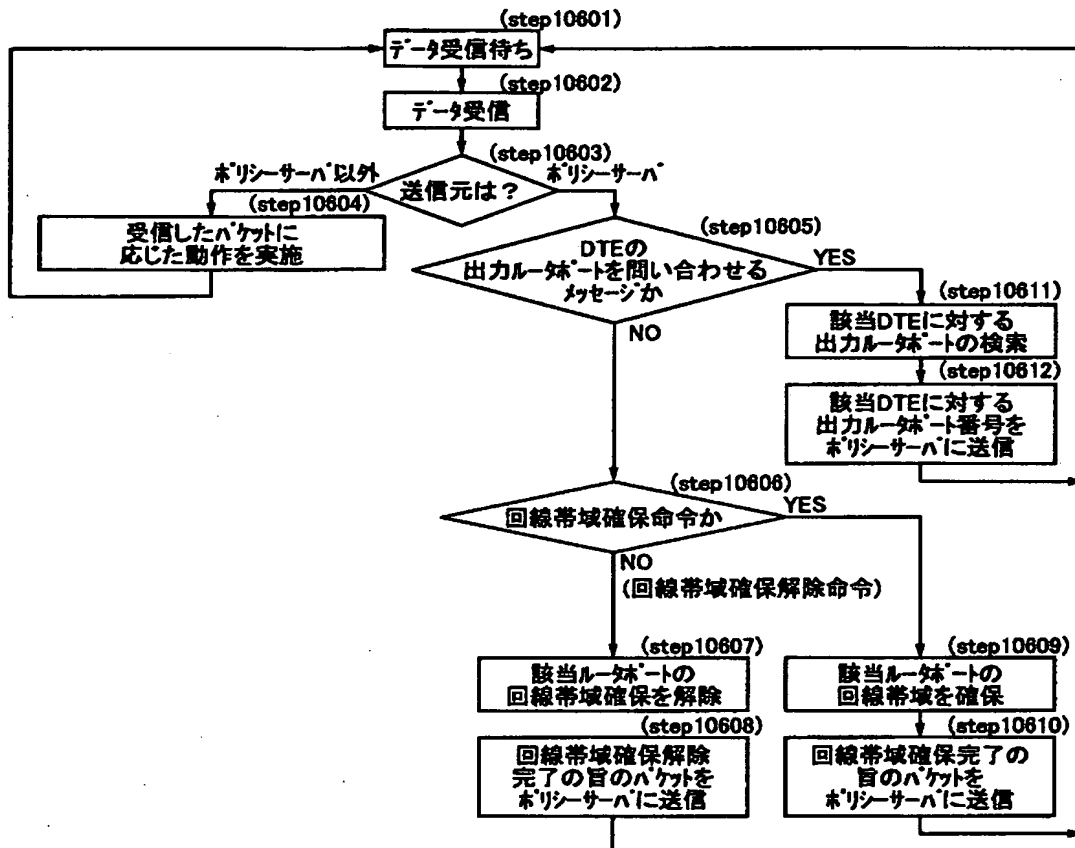 (step10601)
データ受信待ち
(step10602)
データ受信
(step10603)
ポリシーサーバ以外
送信元は？
ポリシーサーバ
(step10604)
受信したパケットに
応じた動作を実施
(step10605)
DTEの
出力ルータポートを問い合わせる
メッセージか
YES
NO
(step10611)
該当DTEに対する
出力ルータポートの検索
(step10612)
該当DTEに対する
出力ルータポート番号を
ポリシーサーバに送信
(step10606)
回線帯域確保命令か
YES
NO
(回線帯域確保解除命令)
(step10607)
該当ルータポートの
回線帯域確保を解除
(step10608)
回線帯域確保解除
完了の旨のパケットを
ポリシーサーバに送信
(step10609)
該当ルータポートの
回線帯域を確保
(step10610)
回線帯域確保完了の
旨のパケットを
ポリシーサーバに送信